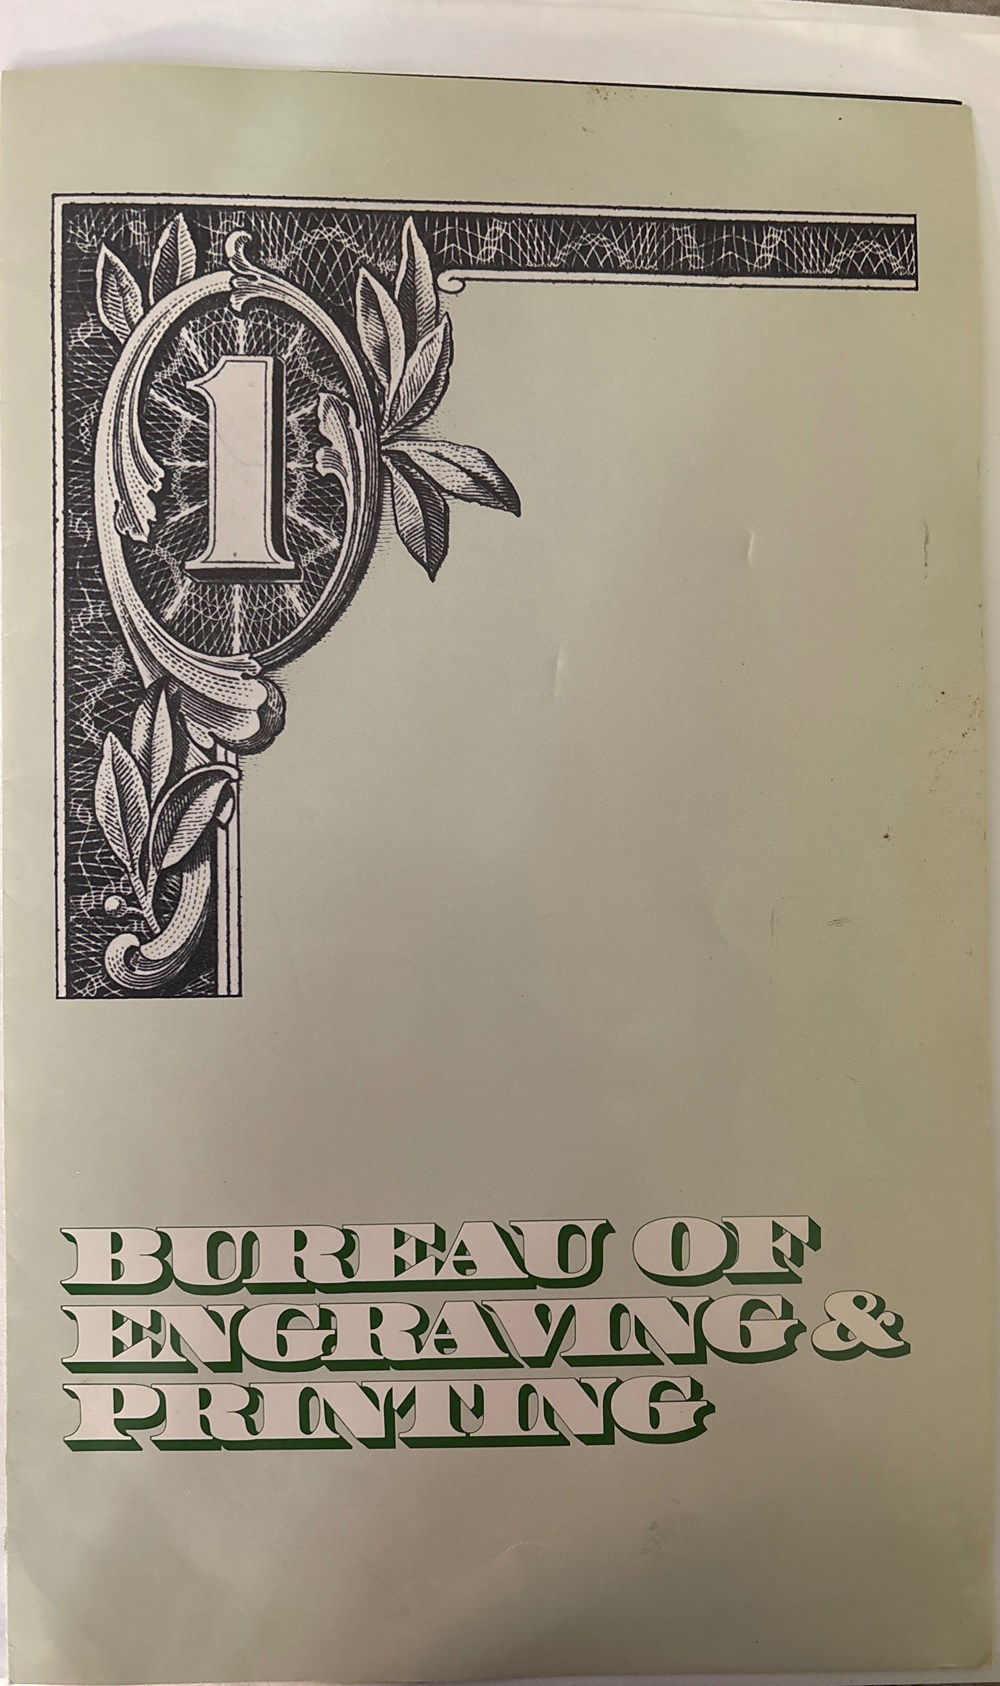 1
BUREAU OF
ENGRAVING &
PRINTING